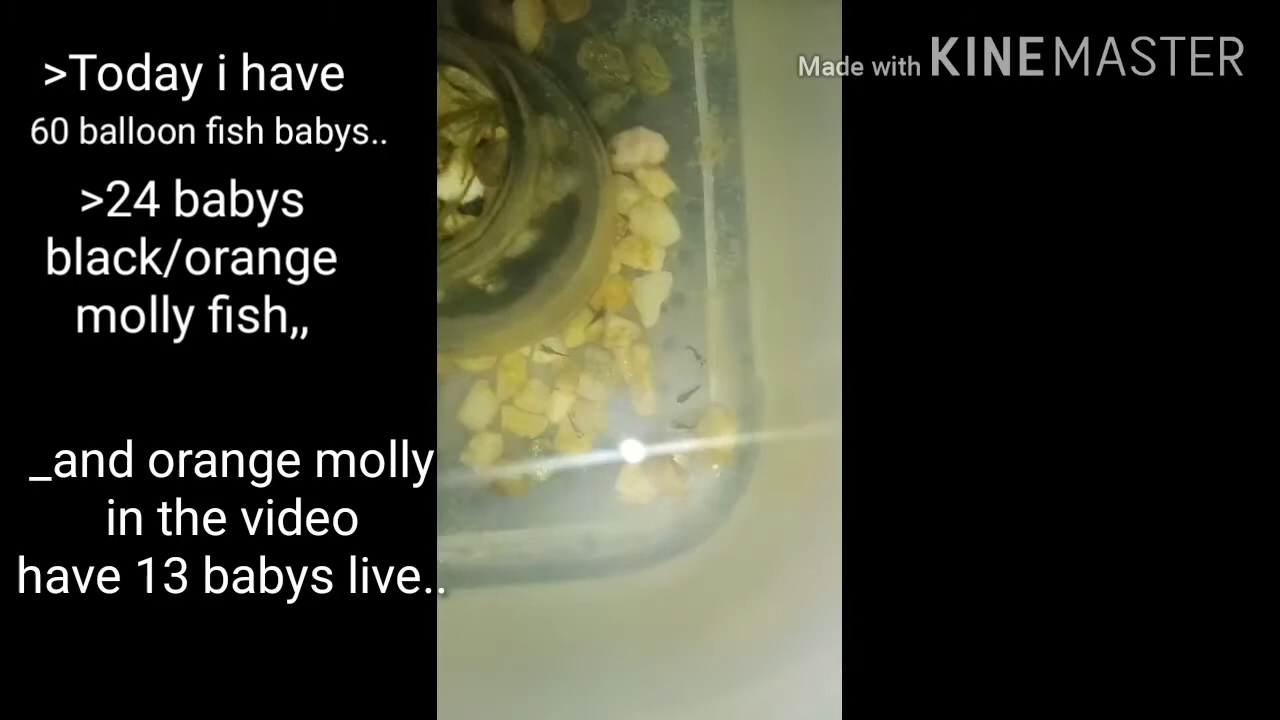 >Today i have
60 balloon fish babys..
>24 babys
black/orange
molly fish,,
_and orange molly
in the video
have 13 babys live..
Made with KINEMASTER